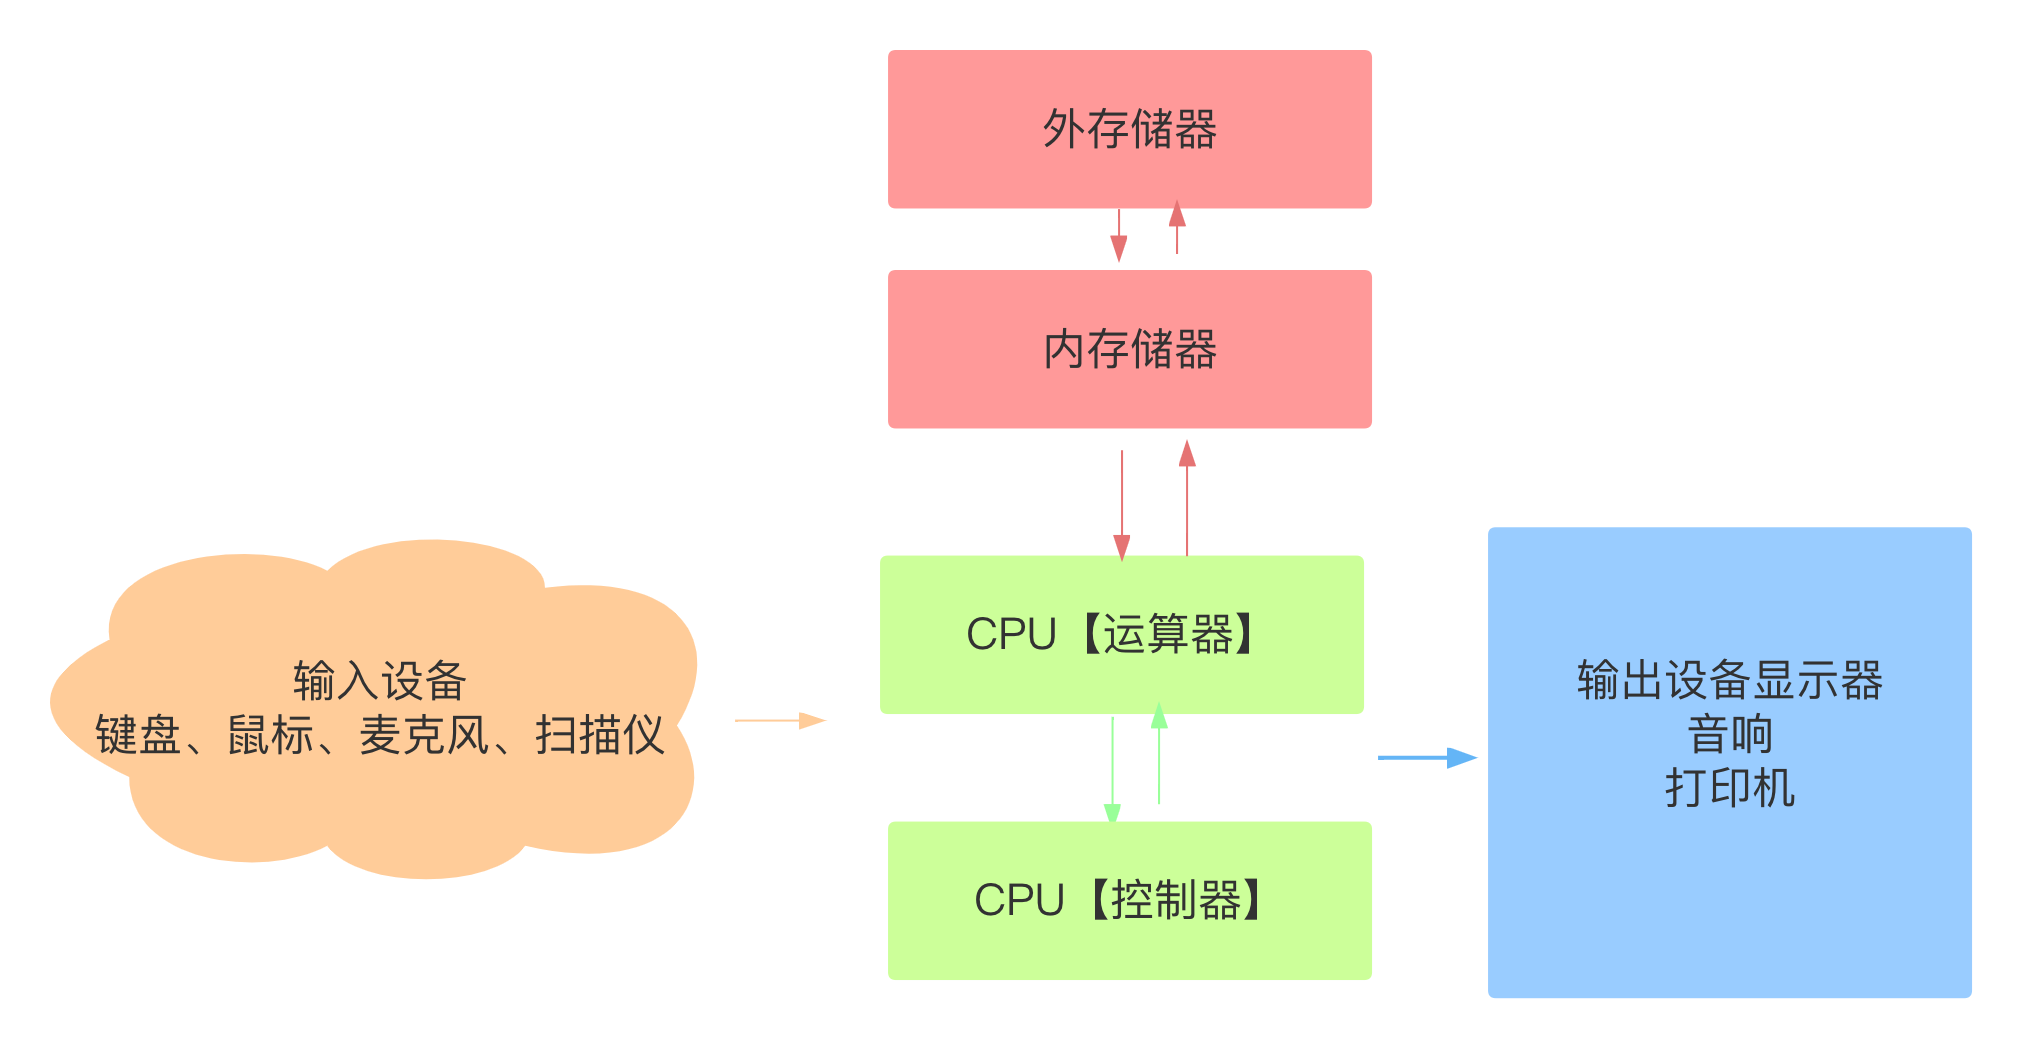 外存储器
内存储器
CPU【运算器】
输入设备
键盘、鼠标、麦克风、扫描仪
输出设备显示器
音响
打印机
CPU【控制器】